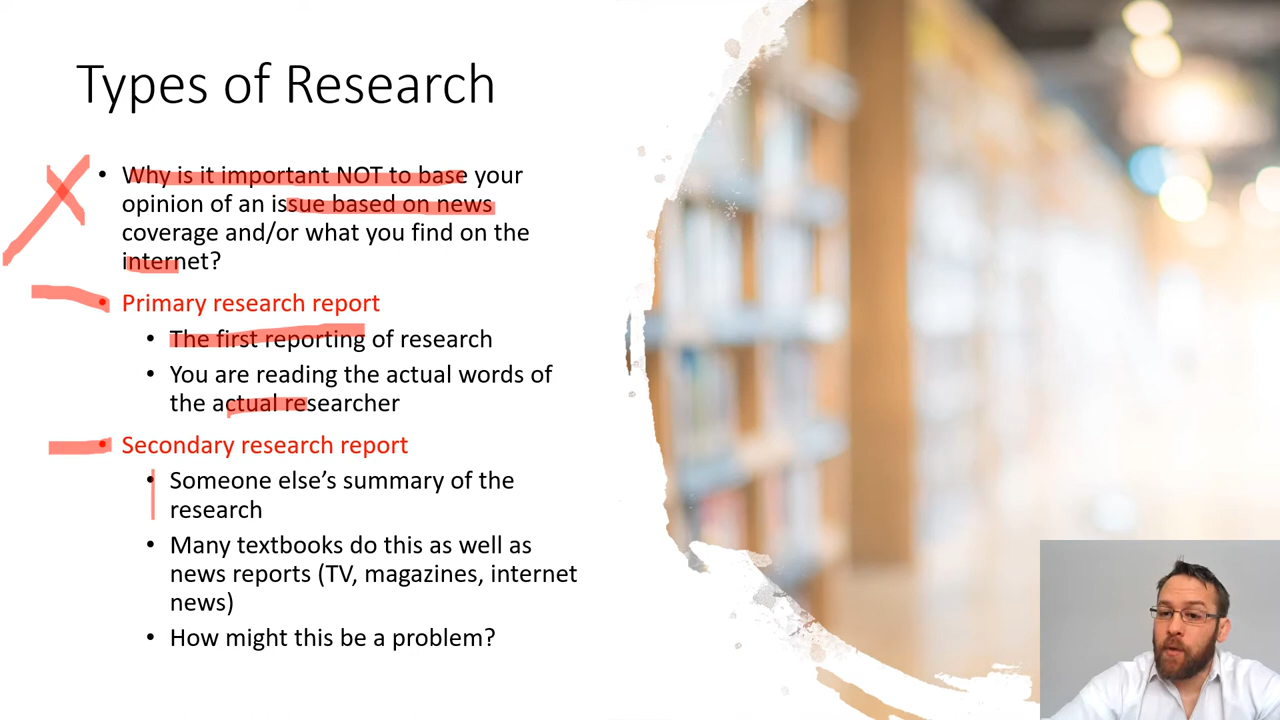 Types of Research
• Why is it important NOT to base your
opinion of an issue based on news
coverage and/or what you find on the
internet?
• Primary research report
• The first reporting of research
• You are reading the actual words of
the actual researcher
• Secondary research report
• Someone else’s summary of the
research
• Many textbooks do this as well as
news reports (TV, magazines, internet
news)
• How might this be a problem?